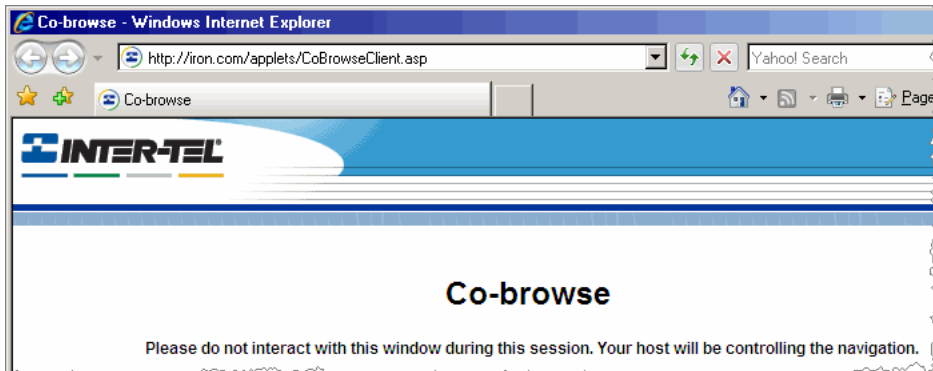 Co-browse - Windows Internet Explorer
http://iron.com/applets/CoBrowseClient.asp
Yahoo! Search
Co-browse
Page
INTER-TEL
Co-browse
Please do not interact with this window during this session. Your host will be controlling the navigation.